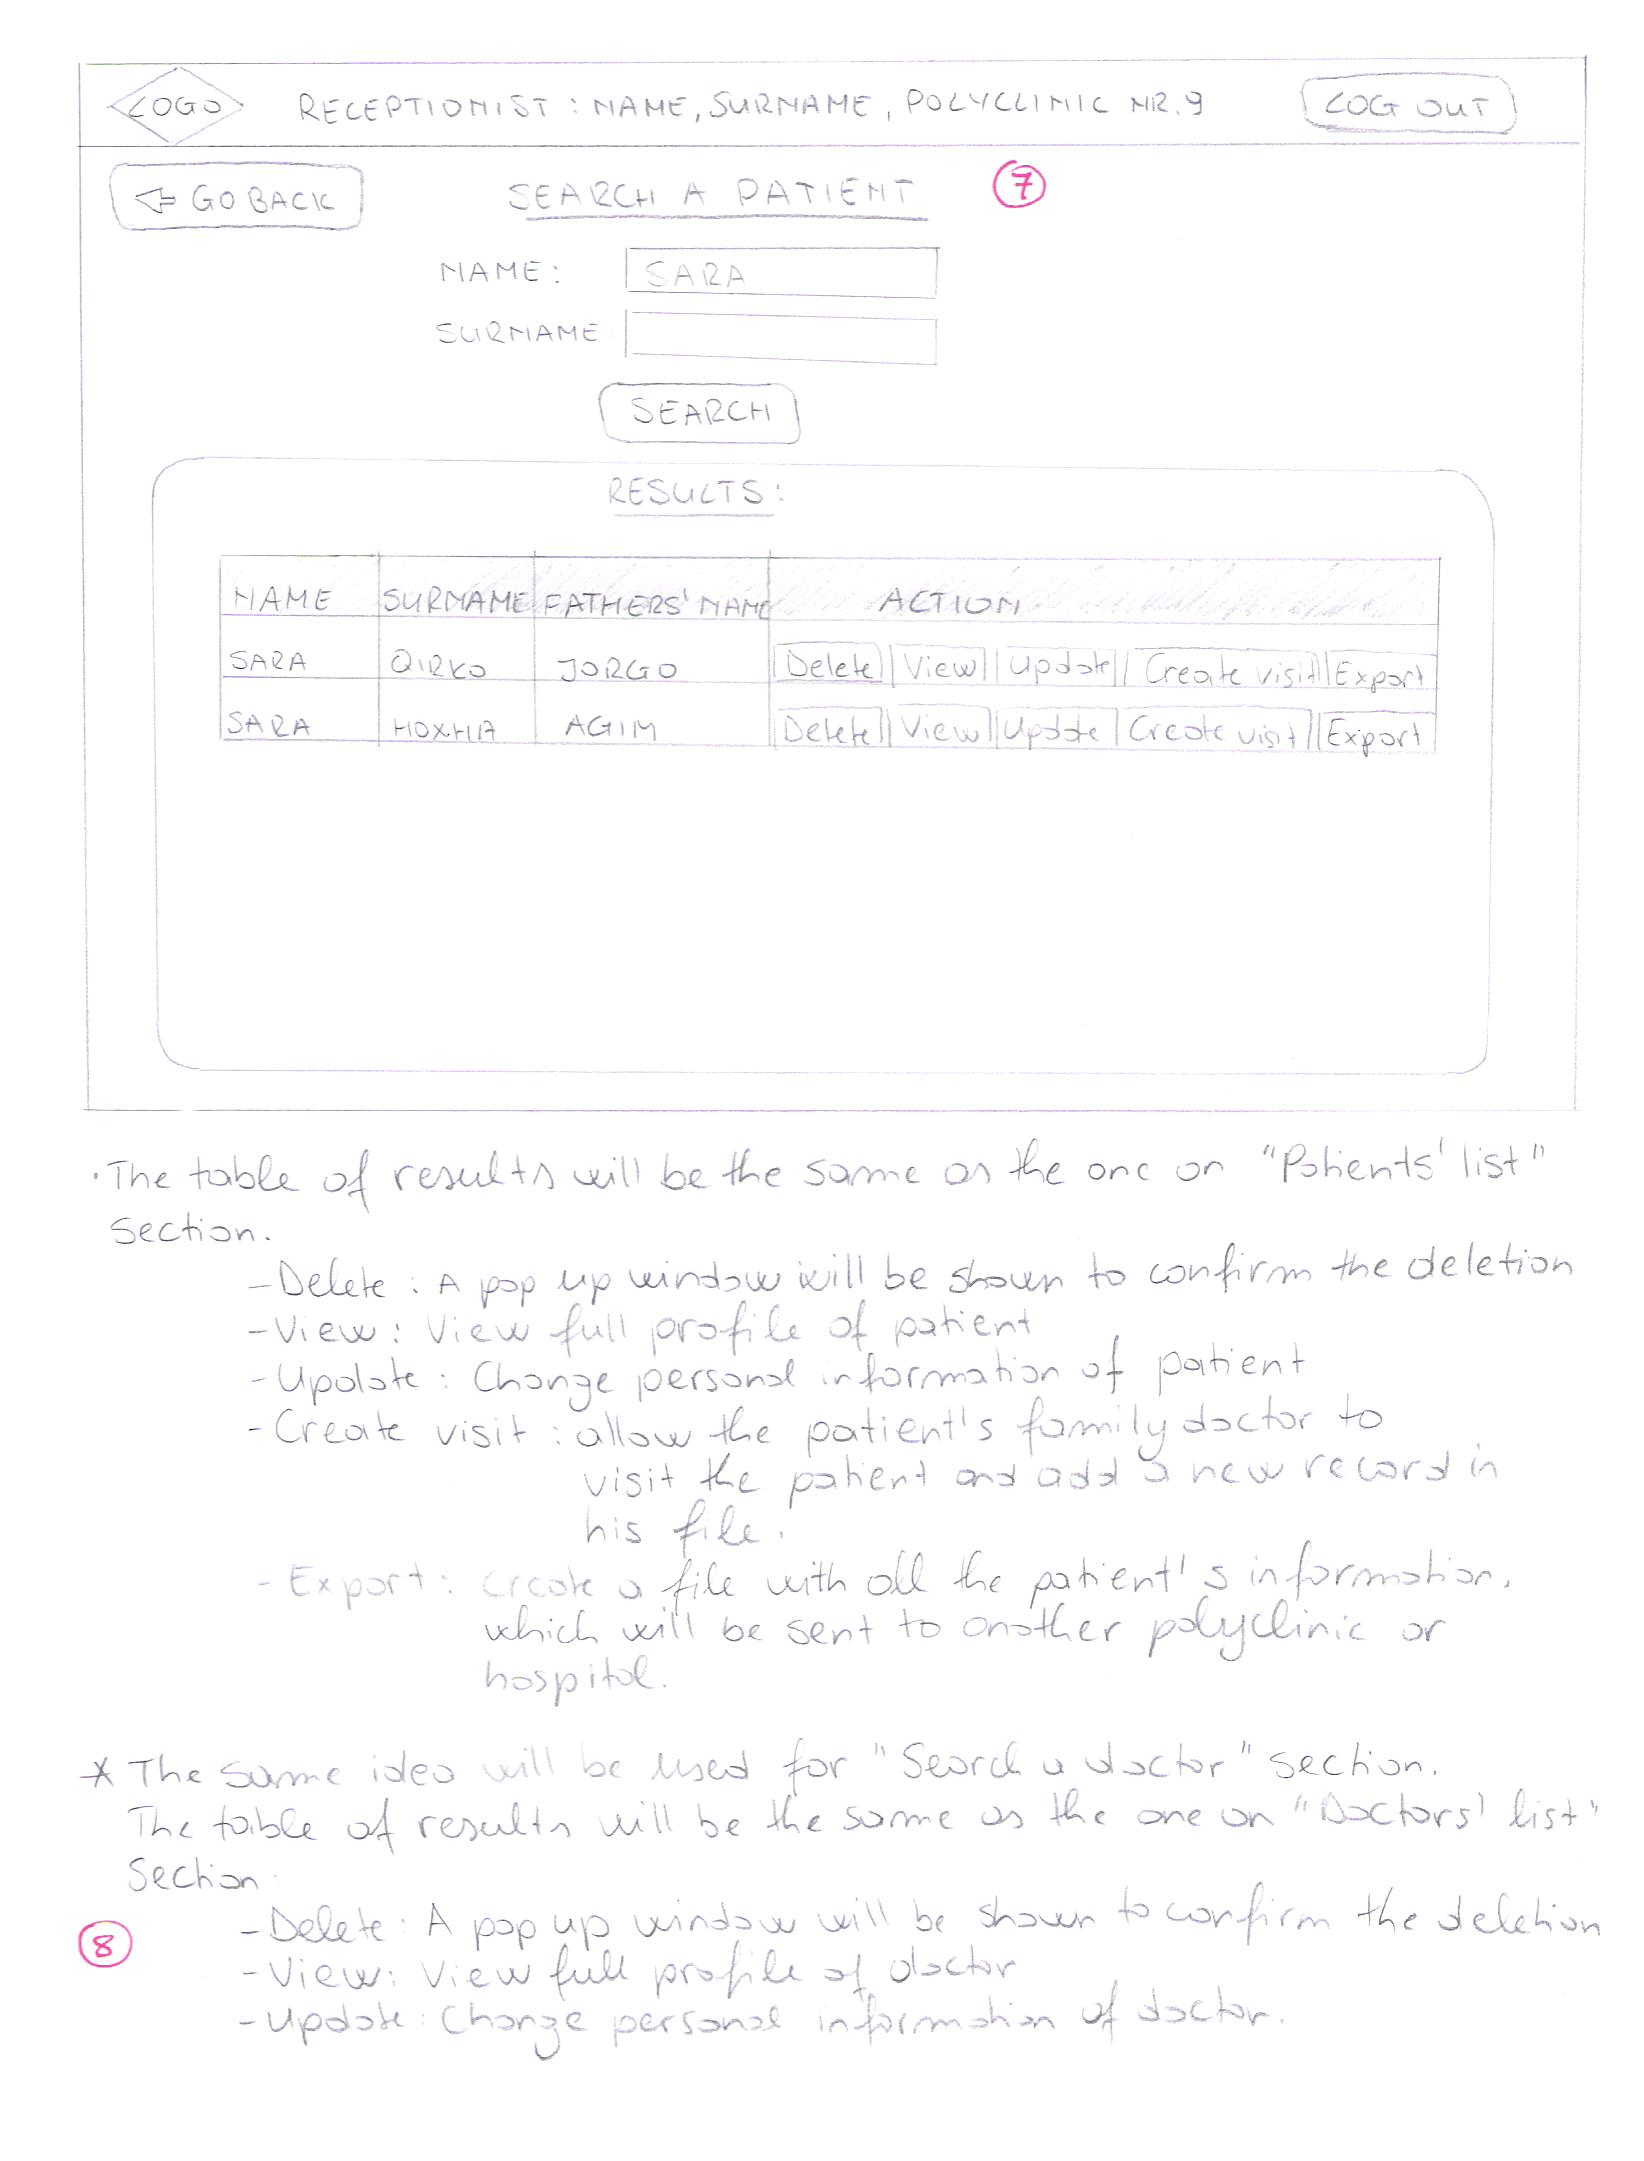 LOGO RECEPTIONIST : NAME, SURNAME, POLYCLINIC NR.9 LOG OUT
GO BACK SEARCH A PATIENT 7
NAME: SARA
SURNAME
SEARCH
RESULTS:
NAME SURNAME FATHERS' NAME ACTION
SARA QIRKO JORGO Delete View Update Create visit Export
SARA HOXHA AGIM Delete View Update Create visit Export
· The table of results will be the same as the one on "Patients' list"
section.
- Delete : A pop up window will be shown to confirm the deletion
- View : View full profile of patient
- Update : Change personal information of patient
- Create visit : allow the patient's family doctor to
visit the patient and add a new record in
his file.
- Export : create a file with all the patient's information,
which will be sent to another polyclinic or
hospital.
* The same idea will be used for "Search a doctor" section.
The table of results will be the same as the one on "Doctors' list"
Section.
8 - Delete : A pop up window will be shown to confirm the deletion
- View : View full profile of doctor
- Update : Change personal information of doctor.